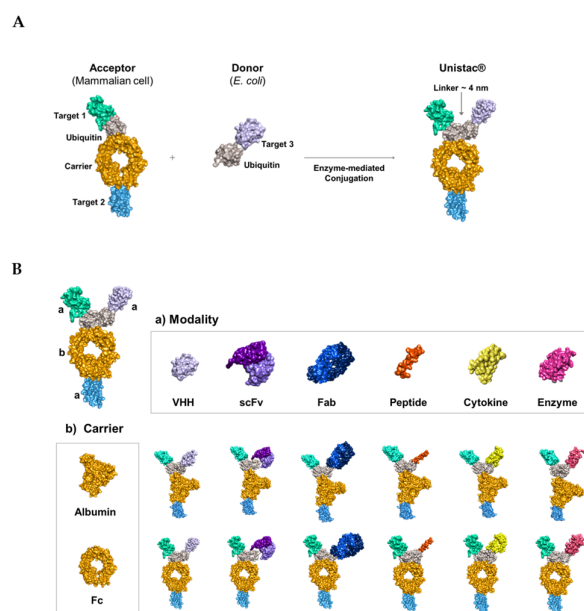 A
Acceptor
(Mammalian cell)
Donor
(E. coli)
Unistac®
Linker ~ 4 nm
Target 1
Ubiquitin
Carrier
Target 2
+
Target 3
Ubiquitin
Enzyme-mediated
Conjugation
B
a
a
b
a
a) Modality
VHH
scFv
Fab
Peptide
Cytokine
Enzyme
b) Carrier
Albumin
Fc